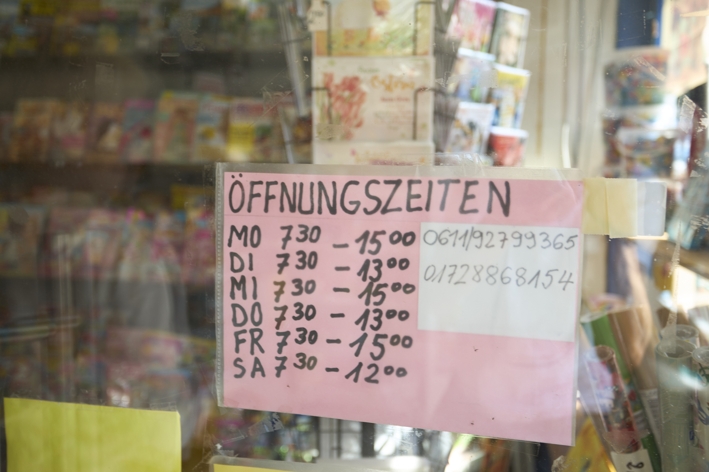 ÖFFNUNGSZEITEN
MO 7³⁰ – 15⁰⁰
DI 7³⁰ – 13⁰⁰
MI 7³⁰ – 15⁰⁰
DO 7³⁰ – 13⁰⁰
FR 7³⁰ – 15⁰⁰
SA 7³⁰ – 12⁰⁰
0611/92799365
01728868154